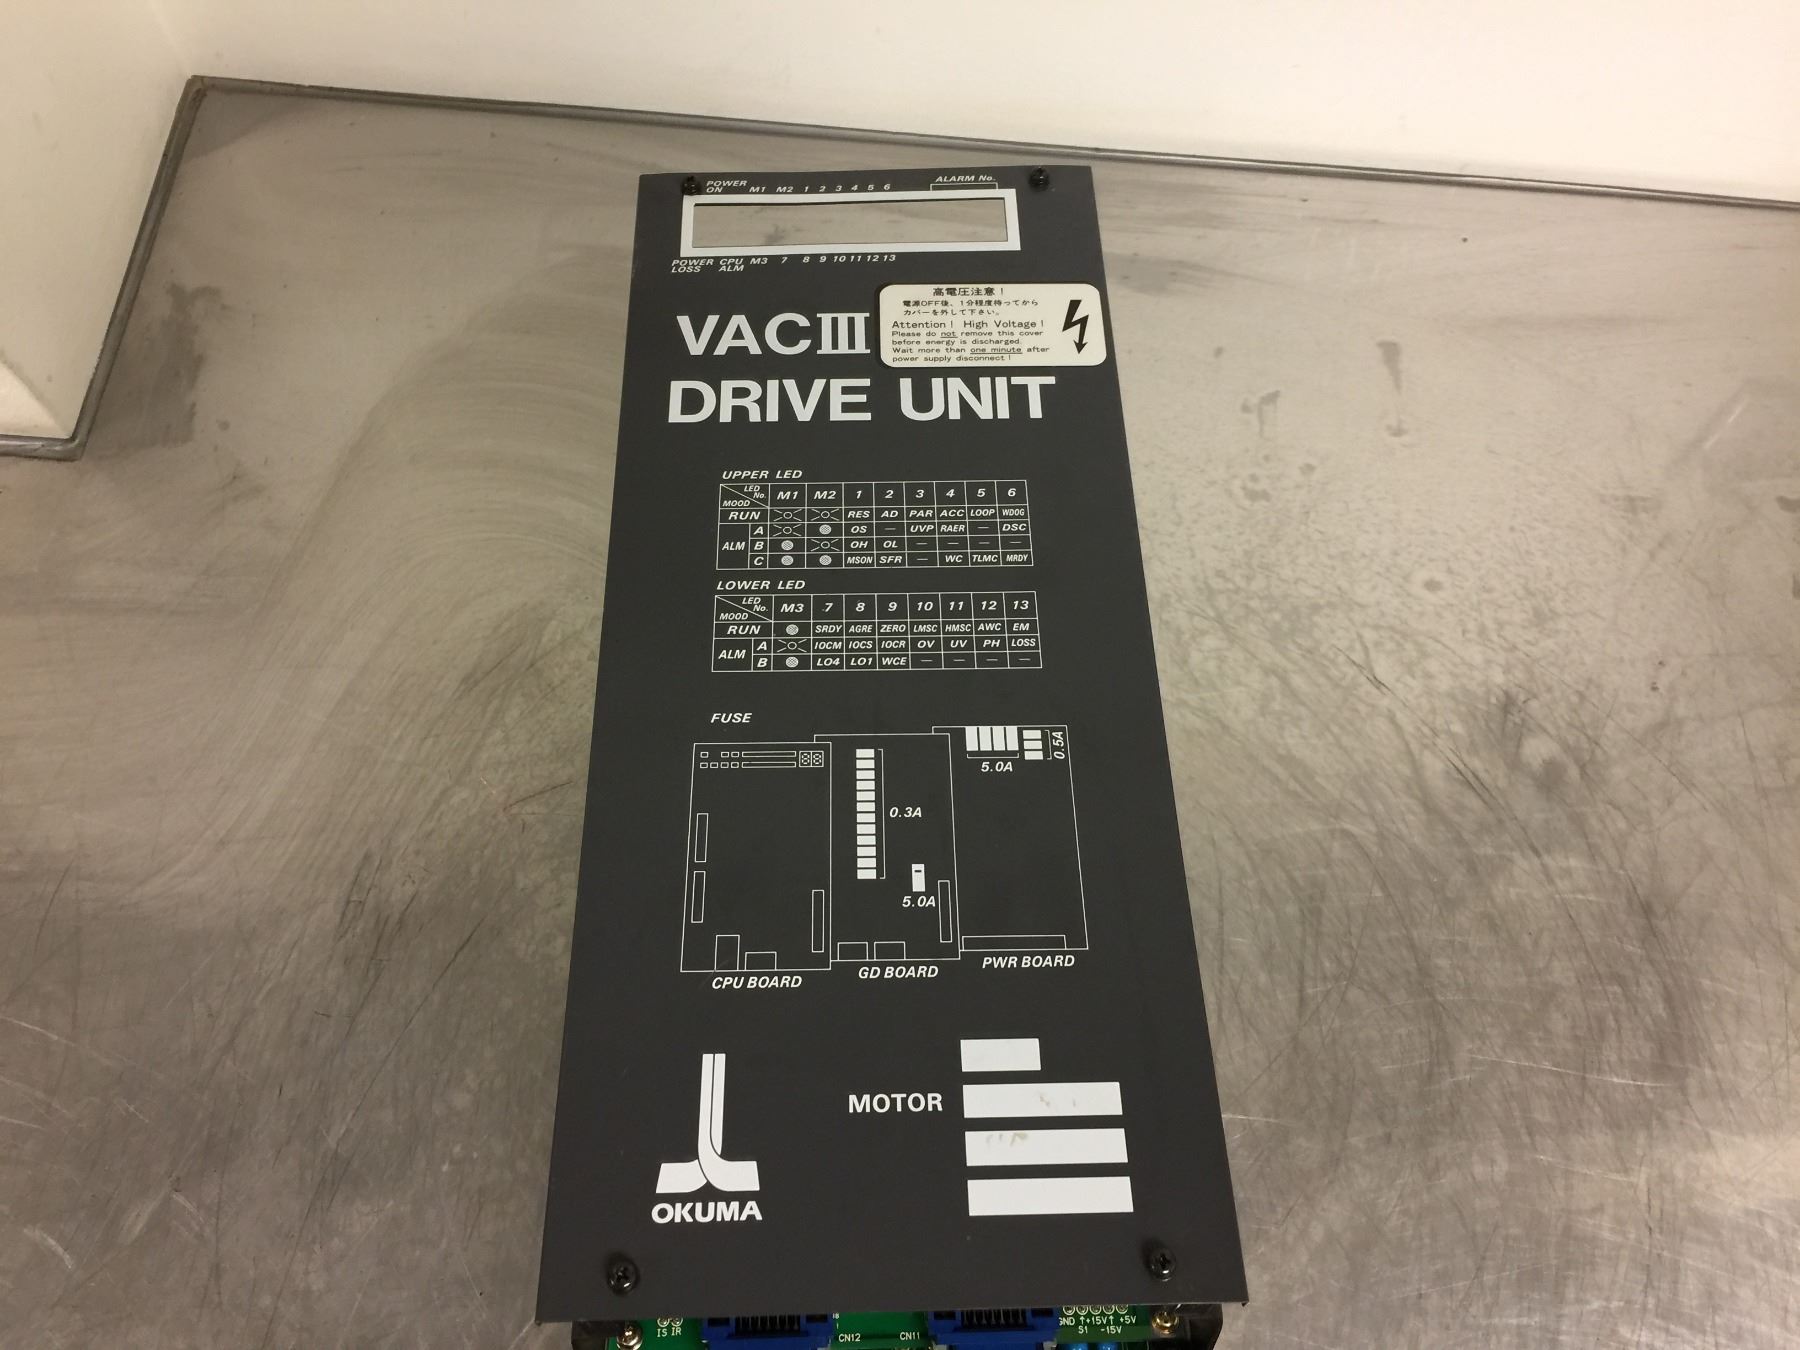 POWER ON M1 M2 1 2 3 4 5 6 ALARM No.
POWER LOSS CPU ALM M3 7 8 9 10 11 12 13
高電圧注意！
電源OFF後、1分程度待ってから
カバーを外して下さい。
Attention! High Voltage!
Please do not remove this cover
before energy is discharged.
Wait more than one minute after
power supply disconnect!
VACIII
DRIVE UNIT
UPPER LED
MOOD LED No. M1 M2 1 2 3 4 5 6
RUN RES AD PAR ACC LOOP WDOG
ALM A OS — UVP RAER — DSC
B OH OL — — — —
C MSON SFR — WC TLMC MRDY
LOWER LED
MOOD LED No. M3 7 8 9 10 11 12 13
RUN SRDY AGRE ZERO LMSC HMSC AWC EM
ALM A IOCM IOCS IOCR OV UV PH LOSS
B LO4 LO1 WCE — — — —
FUSE
88
5.0A
0.5A
0.3A
5.0A
CPU BOARD
GD BOARD
PWR BOARD
MOTOR
OKUMA
IS IR
CN12
CN11
GND ↑+15V↑ +5V
S1 -15V